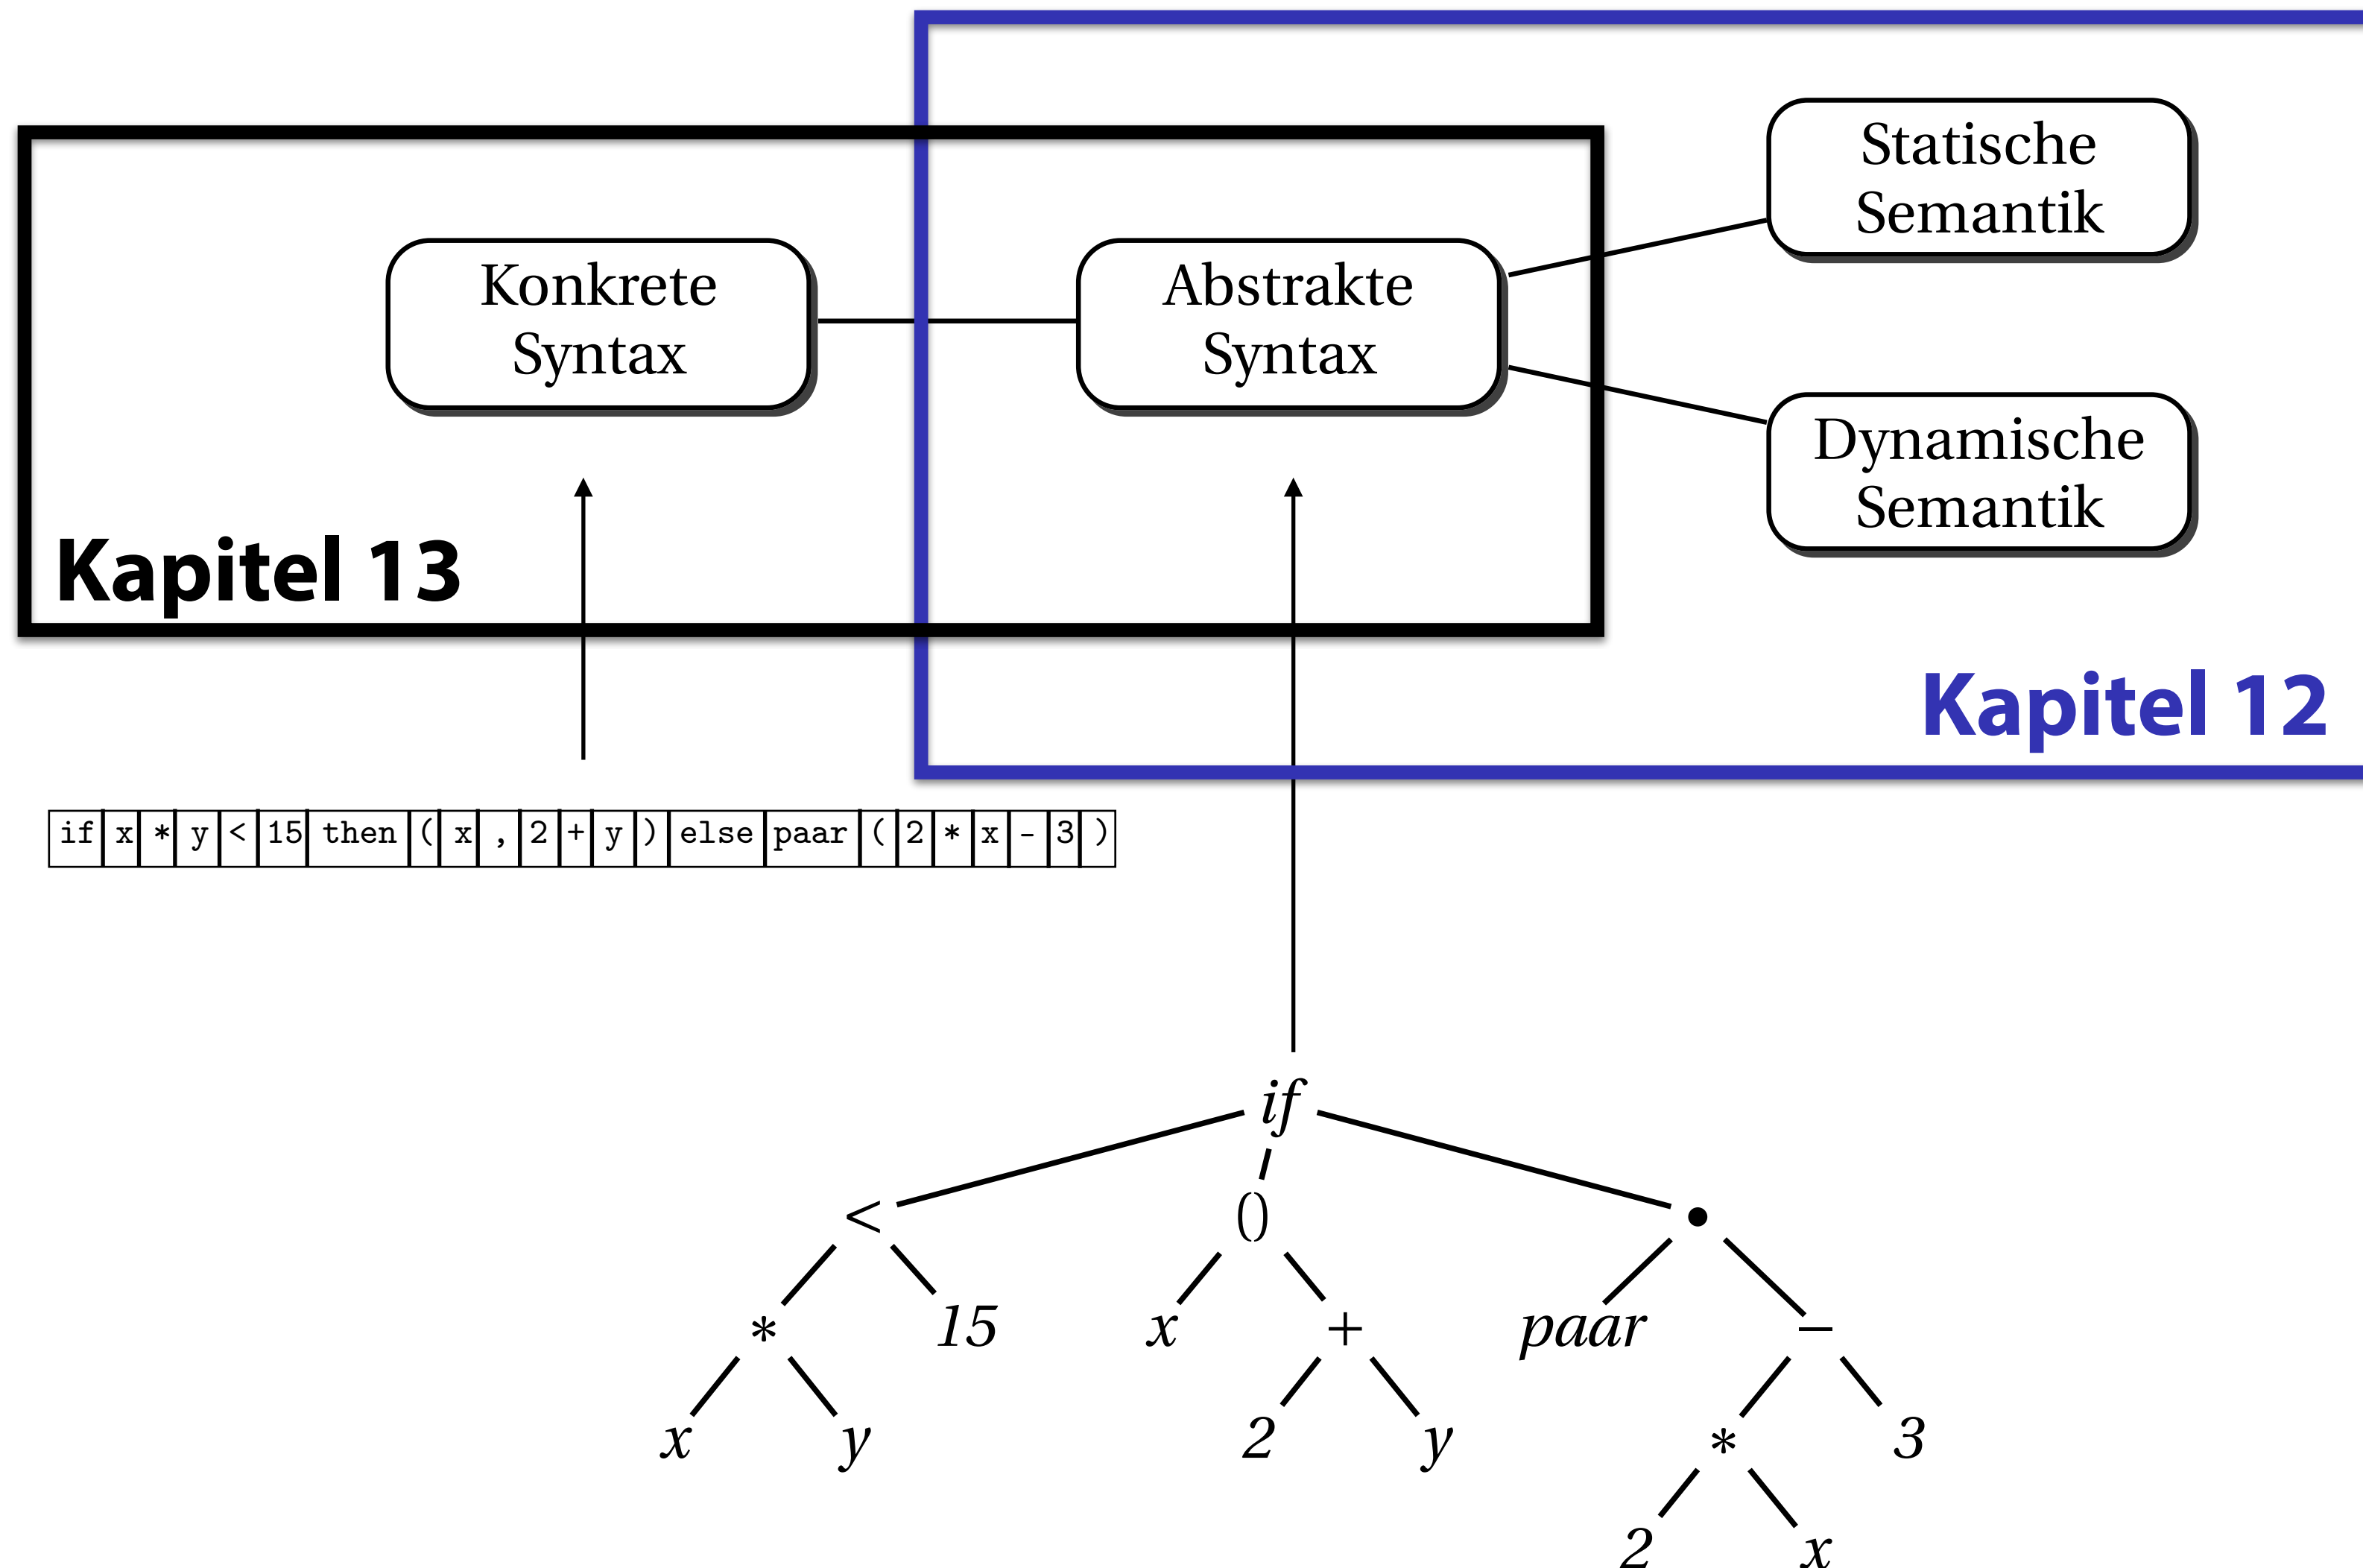 Statische
Semantik
Konkrete
Syntax
Abstrakte
Syntax
Dynamische
Semantik
Kapitel 13
Kapitel 12
if x * y < 15 then ( x , 2 + y ) else paar ( 2 * x - 3 )
if
< () •
* 15 x + paar −
x y 2 y * 3
2 x